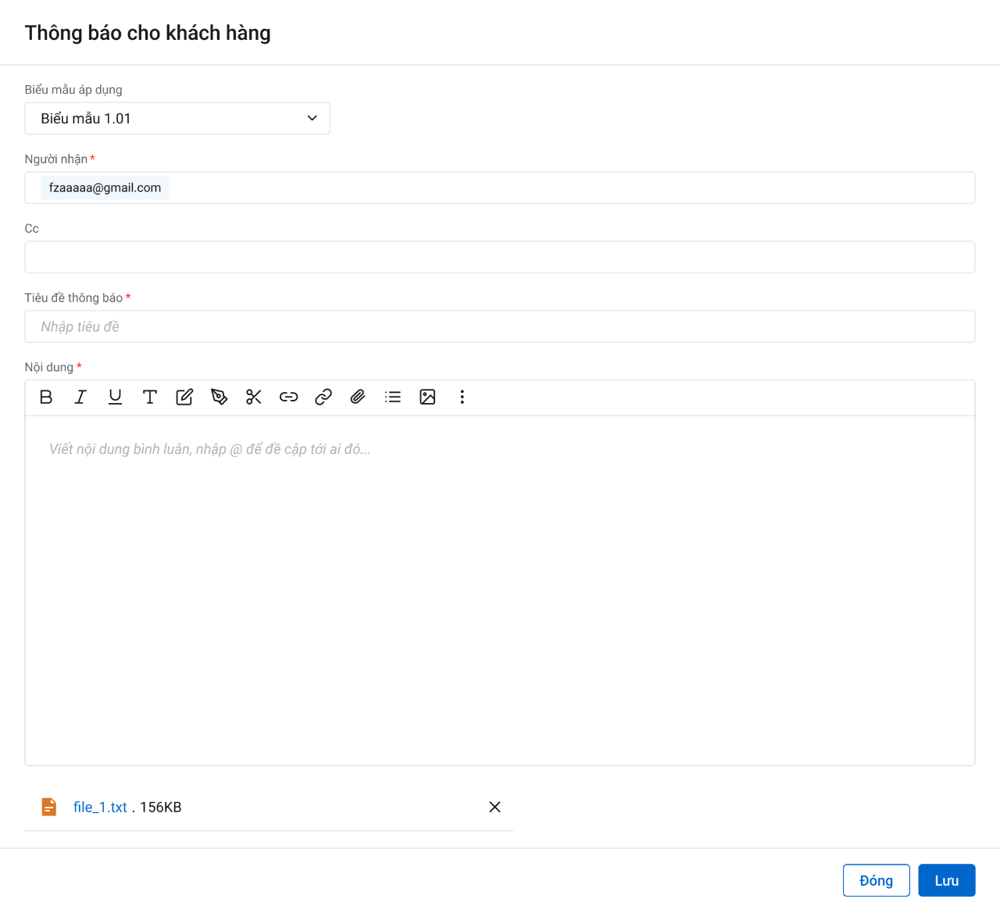 Thông báo cho khách hàng
Biểu mẫu áp dụng
Biểu mẫu 1.01
Người nhận *
fzaaaaa@gmail.com
Cc
Tiêu đề thông báo *
Nhập tiêu đề
Nội dung *
Viết nội dung bình luân, nhập @ để đề cập tới ai đó...
file_1.txt . 156KB
Đóng
Lưu